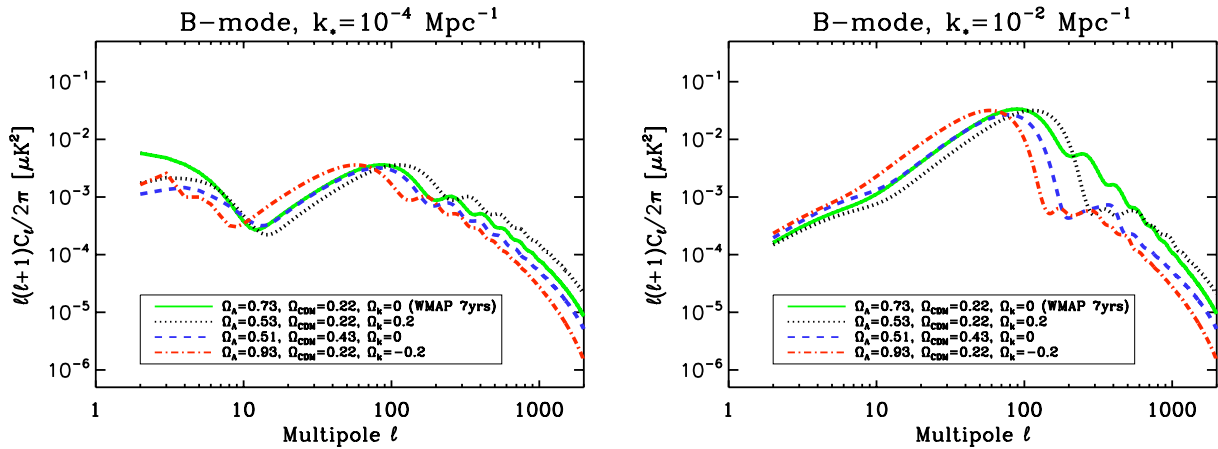 B-mode, k*=10⁻⁴ Mpc⁻¹
ℓ(ℓ+1)Cℓ/2π [μK²]
10⁻¹
10⁻²
10⁻³
10⁻⁴
10⁻⁵
10⁻⁶
Ω_Λ=0.73, Ω_CDM=0.22, Ω_k=0 (WMAP 7yrs)
Ω_Λ=0.53, Ω_CDM=0.22, Ω_k=0.2
Ω_Λ=0.51, Ω_CDM=0.43, Ω_k=0
Ω_Λ=0.93, Ω_CDM=0.22, Ω_k=-0.2
1 10 100 1000
Multipole ℓ
B-mode, k*=10⁻² Mpc⁻¹
ℓ(ℓ+1)Cℓ/2π [μK²]
10⁻¹
10⁻²
10⁻³
10⁻⁴
10⁻⁵
10⁻⁶
Ω_Λ=0.73, Ω_CDM=0.22, Ω_k=0 (WMAP 7yrs)
Ω_Λ=0.53, Ω_CDM=0.22, Ω_k=0.2
Ω_Λ=0.51, Ω_CDM=0.43, Ω_k=0
Ω_Λ=0.93, Ω_CDM=0.22, Ω_k=-0.2
1 10 100 1000
Multipole ℓ